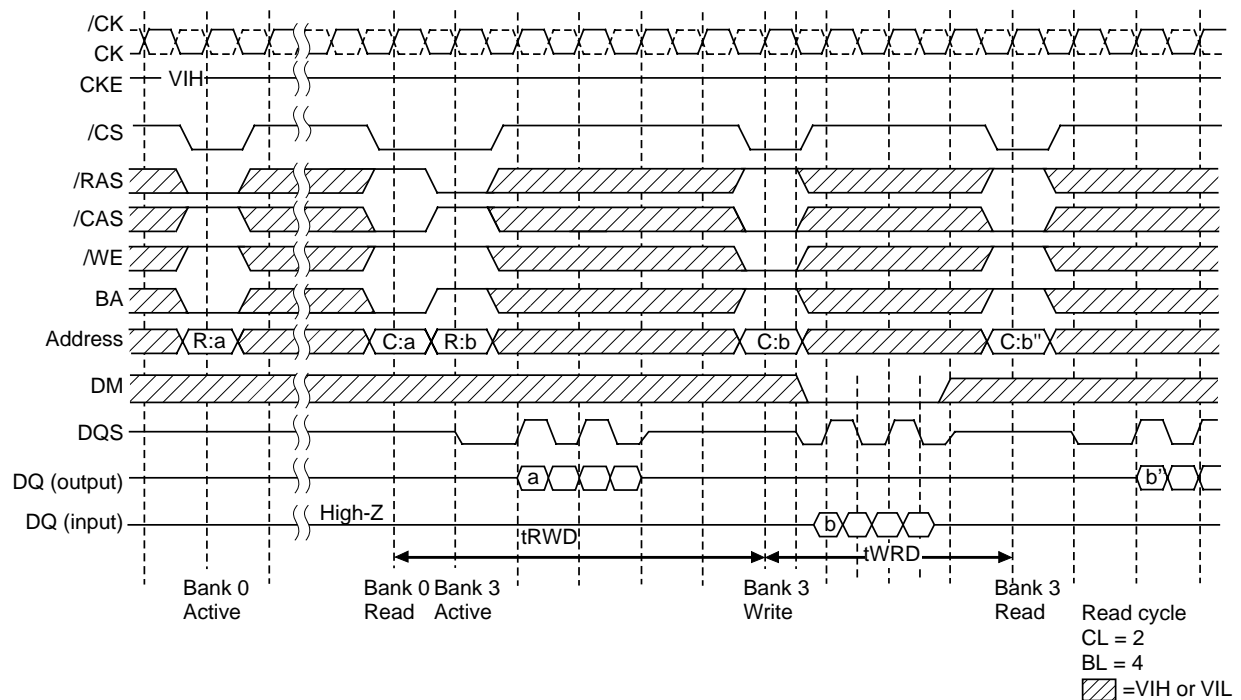 /CK
CK
CKE
VIH
/CS
/RAS
/CAS
/WE
BA
Address
R:a
C:a
R:b
C:b
C:b''
DM
DQS
DQ (output)
a
b''
DQ (input)
High-Z
b
tRWD
tWRD
Bank 0
Active
Bank 0
Read
Bank 3
Active
Bank 3
Write
Bank 3
Read
Read cycle
CL = 2
BL = 4
=VIH or VIL